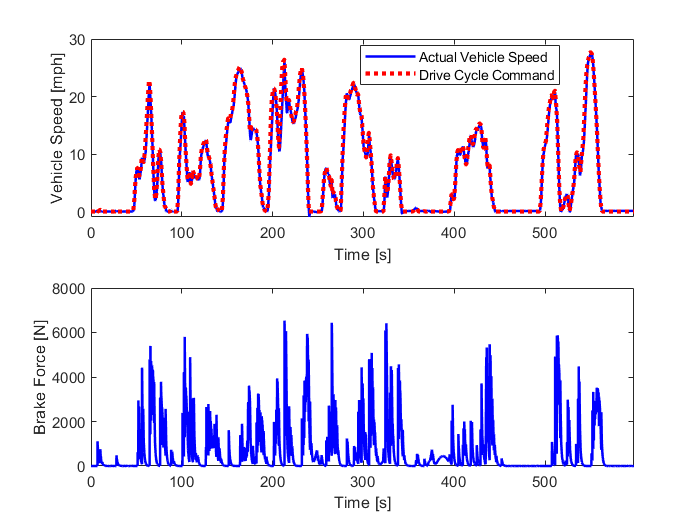 30
20
10
0
Vehicle Speed [mph]
Actual Vehicle Speed
Drive Cycle Command
0 100 200 300 400 500
Time [s]
8000
6000
4000
2000
0
Brake Force [N]
0 100 200 300 400 500
Time [s]